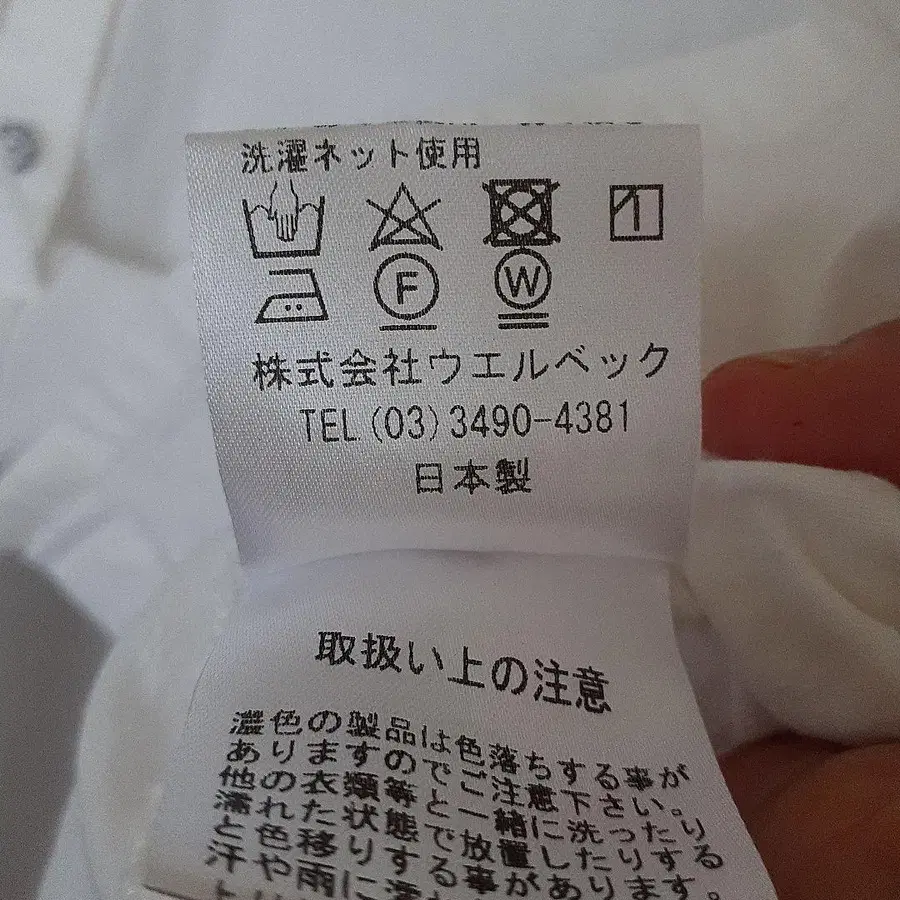 洗濯ネット使用
F
W
株式会社ウエルベック
TEL (03) 3490-4381
日本製
取扱い上の注意
濃色の製品は色落ちする事が
ありますのでご注意下さい。
他の衣類等と一緒に洗ったり
濡れた状態で放置したりする
と色移りする事があります。
汗や雨に